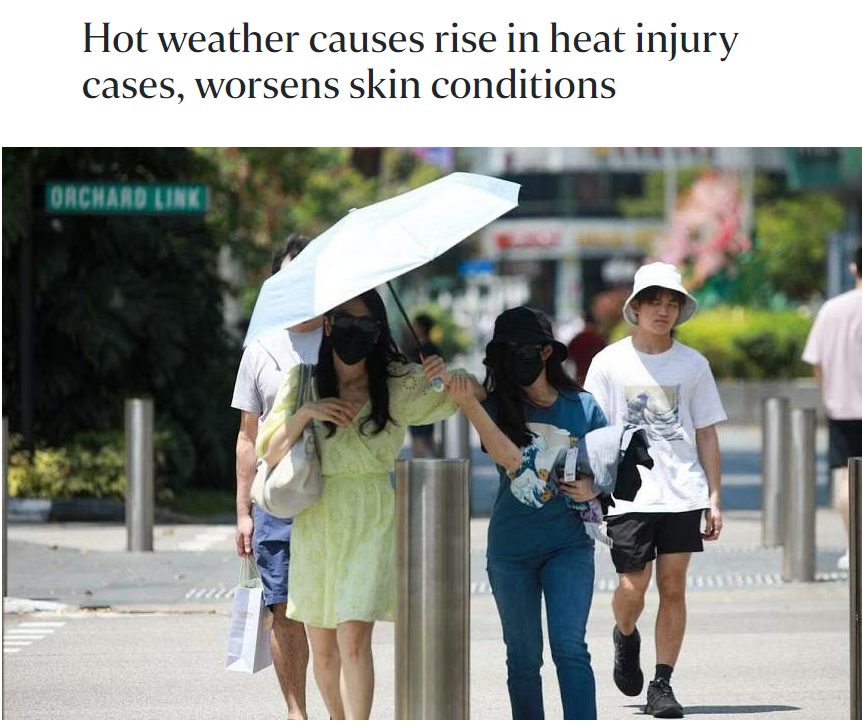 Hot weather causes rise in heat injury
cases, worsens skin conditions
ORCHARD LINK